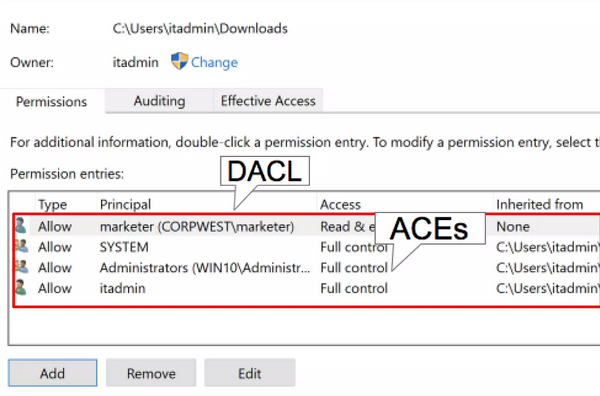 Name: C:\Users\itadmin\Downloads
Owner: itadmin Change
Permissions Auditing Effective Access
For additional information, double-click a permission entry. To modify a permission entry, select
Permission entries:
DACL
Type Principal Access Inherited from
Allow marketer (CORPWEST\marketer) Read & None
ACEs
Allow SYSTEM Full control C:\Users\itadmin\
Allow Administrators (WIN10\Administr... Full control C:\Users\itadmin\
Allow itadmin Full control C:\Users\itadmin\
Add Remove Edit